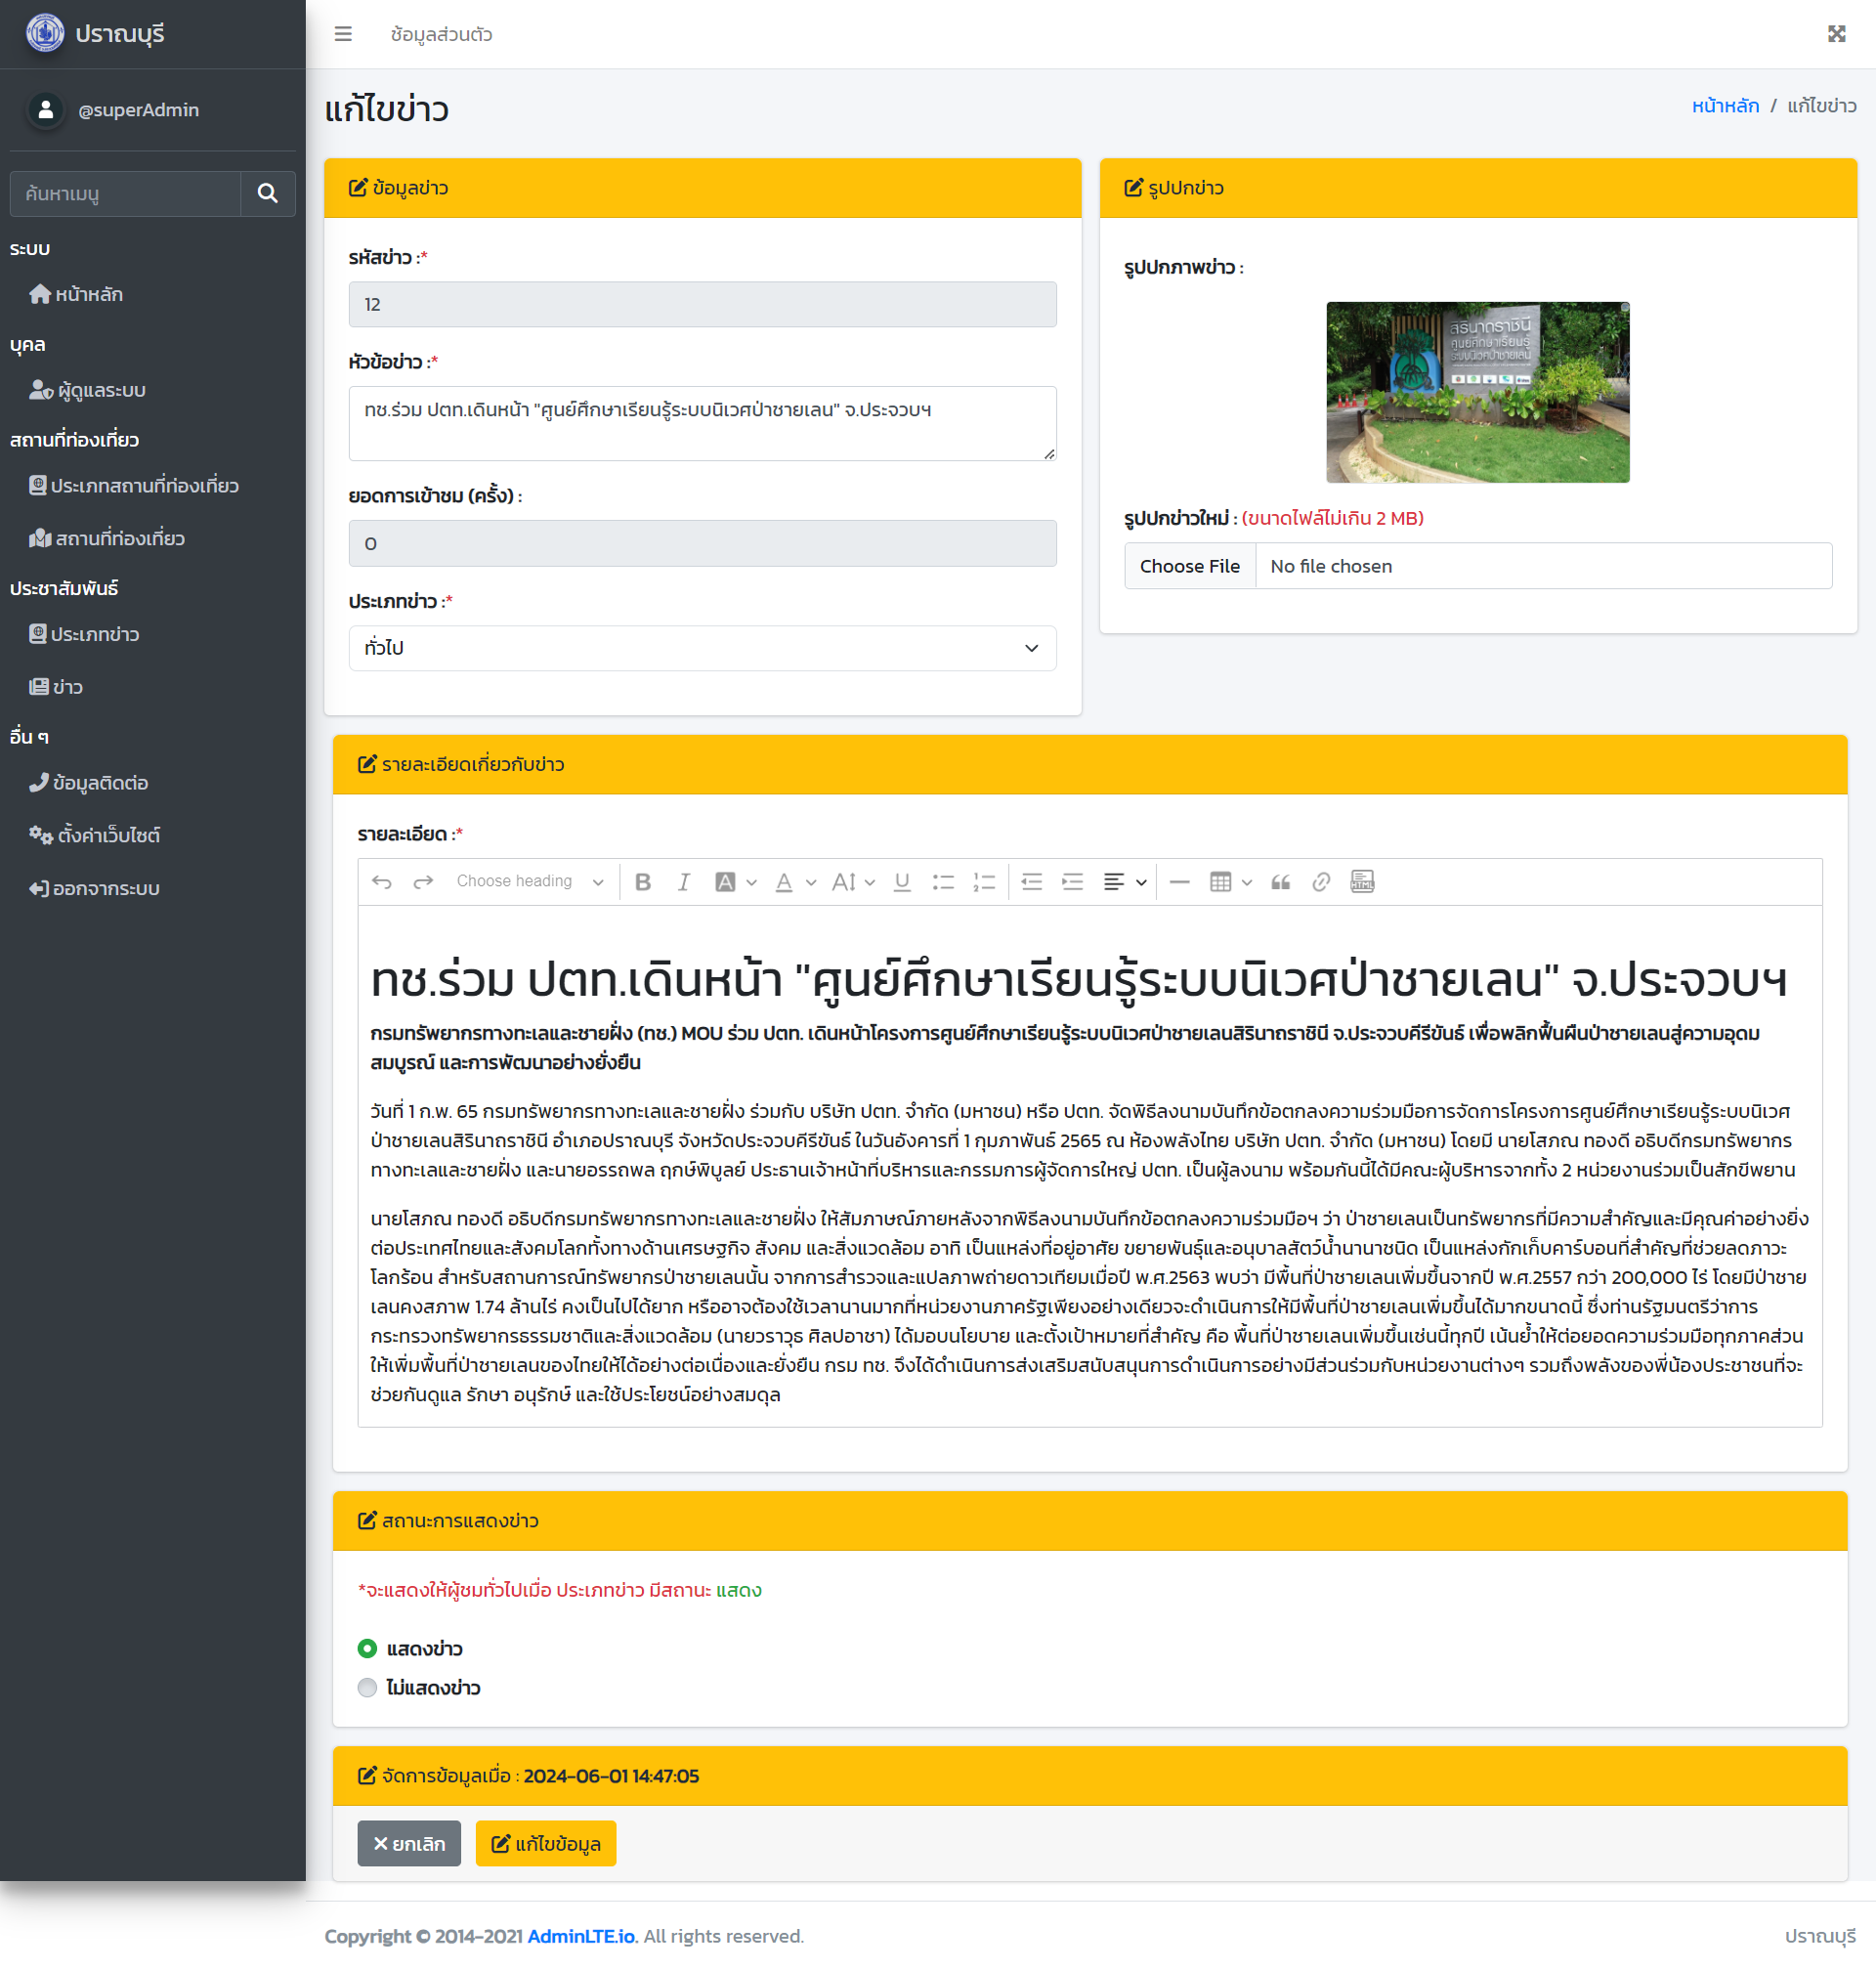 ปราณบุรี
ข้อมูลส่วนตัว
@superAdmin
ค้นหาเมนู
ระบบ
หน้าหลัก
บุคล
ผู้ดูแลระบบ
สถานที่ท่องเที่ยว
ประเภทสถานที่ท่องเที่ยว
สถานที่ท่องเที่ยว
ประชาสัมพันธ์
ประเภทข่าว
ข่าว
อื่น ๆ
ข้อมูลติดต่อ
ตั้งค่าเว็บไซต์
ออกจากระบบ
แก้ไขข่าว
หน้าหลัก / แก้ไขข่าว
ข้อมูลข่าว
รหัสข่าว :*
12
หัวข้อข่าว :*
ทช.ร่วม ปตท.เดินหน้า "ศูนย์ศึกษาเรียนรู้ระบบนิเวศป่าชายเลน" จ.ประจวบฯ
ยอดการเข้าชม (ครั้ง) :
0
ประเภทข่าว :*
ทั่วไป
รูปปกข่าว
รูปปกภาพข่าว :
สิรินาถราชินี
ศูนย์ศึกษาเรียนรู้
ระบบนิเวศป่าชายเลน
รูปปกข่าวใหม่ : (ขนาดไฟล์ไม่เกิน 2 MB)
Choose File No file chosen
รายละเอียดเกี่ยวกับข่าว
รายละเอียด :*
Choose heading
ทช.ร่วม ปตท.เดินหน้า "ศูนย์ศึกษาเรียนรู้ระบบนิเวศป่าชายเลน" จ.ประจวบฯ
กรมทรัพยากรทางทะเลและชายฝั่ง (ทช.) MOU ร่วม ปตท. เดินหน้าโครงการศูนย์ศึกษาเรียนรู้ระบบนิเวศป่าชายเลนสิรินาถราชินี จ.ประจวบคีรีขันธ์ เพื่อพลิกฟื้นผืนป่าชายเลนสู่ความอุดม
สมบูรณ์ และการพัฒนาอย่างยั่งยืน
วันที่ 1 ก.พ. 65 กรมทรัพยากรทางทะเลและชายฝั่ง ร่วมกับ บริษัท ปตท. จำกัด (มหาชน) หรือ ปตท. จัดพิธีลงนามบันทึกข้อตกลงความร่วมมือการจัดการโครงการศูนย์ศึกษาเรียนรู้ระบบนิเวศ
ป่าชายเลนสิรินาถราชินี อำเภอปราณบุรี จังหวัดประจวบคีรีขันธ์ ในวันอังคารที่ 1 กุมภาพันธ์ 2565 ณ ห้องพลังไทย บริษัท ปตท. จำกัด (มหาชน) โดยมี นายโสภณ ทองดี อธิบดีกรมทรัพยากร
ทางทะเลและชายฝั่ง และนายอรรถพล ฤกษ์พิบูลย์ ประธานเจ้าหน้าที่บริหารและกรรมการผู้จัดการใหญ่ ปตท. เป็นผู้ลงนาม พร้อมกันนี้ได้มีคณะผู้บริหารจากทั้ง 2 หน่วยงานร่วมเป็นสักขีพยาน
นายโสภณ ทองดี อธิบดีกรมทรัพยากรทางทะเลและชายฝั่ง ให้สัมภาษณ์ภายหลังจากพิธีลงนามบันทึกข้อตกลงความร่วมมือฯ ว่า ป่าชายเลนเป็นทรัพยากรที่มีความสำคัญและมีคุณค่าอย่างยิ่ง
ต่อประเทศไทยและสังคมโลกทั้งทางด้านเศรษฐกิจ สังคม และสิ่งแวดล้อม อาทิ เป็นแหล่งที่อยู่อาศัย ขยายพันธุ์และอนุบาลสัตว์น้ำนานาชนิด เป็นแหล่งกักเก็บคาร์บอนที่สำคัญที่ช่วยลดภาวะ
โลกร้อน สำหรับสถานการณ์ทรัพยากรป่าชายเลนนั้น จากการสำรวจและแปลภาพถ่ายดาวเทียมเมื่อปี พ.ศ.2563 พบว่า มีพื้นที่ป่าชายเลนเพิ่มขึ้นจากปี พ.ศ.2557 กว่า 200,000 ไร่ โดยมีป่าชาย
เลนคงสภาพ 1.74 ล้านไร่ คงเป็นไปได้ยาก หรืออาจต้องใช้เวลานานมากที่หน่วยงานภาครัฐเพียงอย่างเดียวจะดำเนินการให้มีพื้นที่ป่าชายเลนเพิ่มขึ้นได้มากขนาดนี้ ซึ่งท่านรัฐมนตรีว่าการ
กระทรวงทรัพยากรธรรมชาติและสิ่งแวดล้อม (นายวราวุธ ศิลปอาชา) ได้มอบนโยบาย และตั้งเป้าหมายที่สำคัญ คือ พื้นที่ป่าชายเลนเพิ่มขึ้นเช่นนี้ทุกปี เน้นย้ำให้ต่อยอดความร่วมมือทุกภาคส่วน
ให้เพิ่มพื้นที่ป่าชายเลนของไทยให้ได้อย่างต่อเนื่องและยั่งยืน กรม ทช. จึงได้ดำเนินการส่งเสริมสนับสนุนการดำเนินการอย่างมีส่วนร่วมกับหน่วยงานต่างๆ รวมถึงพลังของพี่น้องประชาชนที่จะ
ช่วยกันดูแล รักษา อนุรักษ์ และใช้ประโยชน์อย่างสมดุล
สถานะการแสดงข่าว
*จะแสดงให้ผู้ชมทั่วไปเมื่อ ประเภทข่าว มีสถานะ แสดง
แสดงข่าว
ไม่แสดงข่าว
จัดการข้อมูลเมื่อ : 2024-06-01 14:47:05
ยกเลิก แก้ไขข้อมูล
Copyright © 2014-2021 AdminLTE.io. All rights reserved.
ปราณบุรี